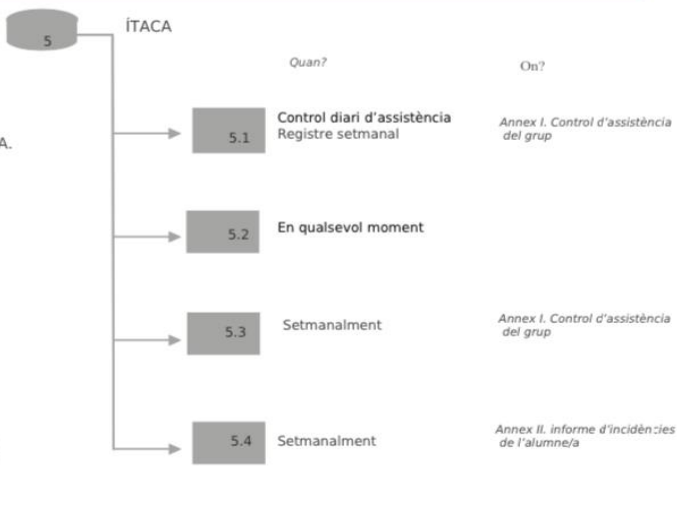 5
ÍTACA
Quan?
On?
A.
5.1
Control diari d’assistència
Registre setmanal
Annex I. Control d’assistència
del grup
5.2
En qualsevol moment
5.3
Setmanalment
Annex I. Control d’assistència
del grup
5.4
Setmanalment
Annex II. informe d’incidències
de l’alumne/a